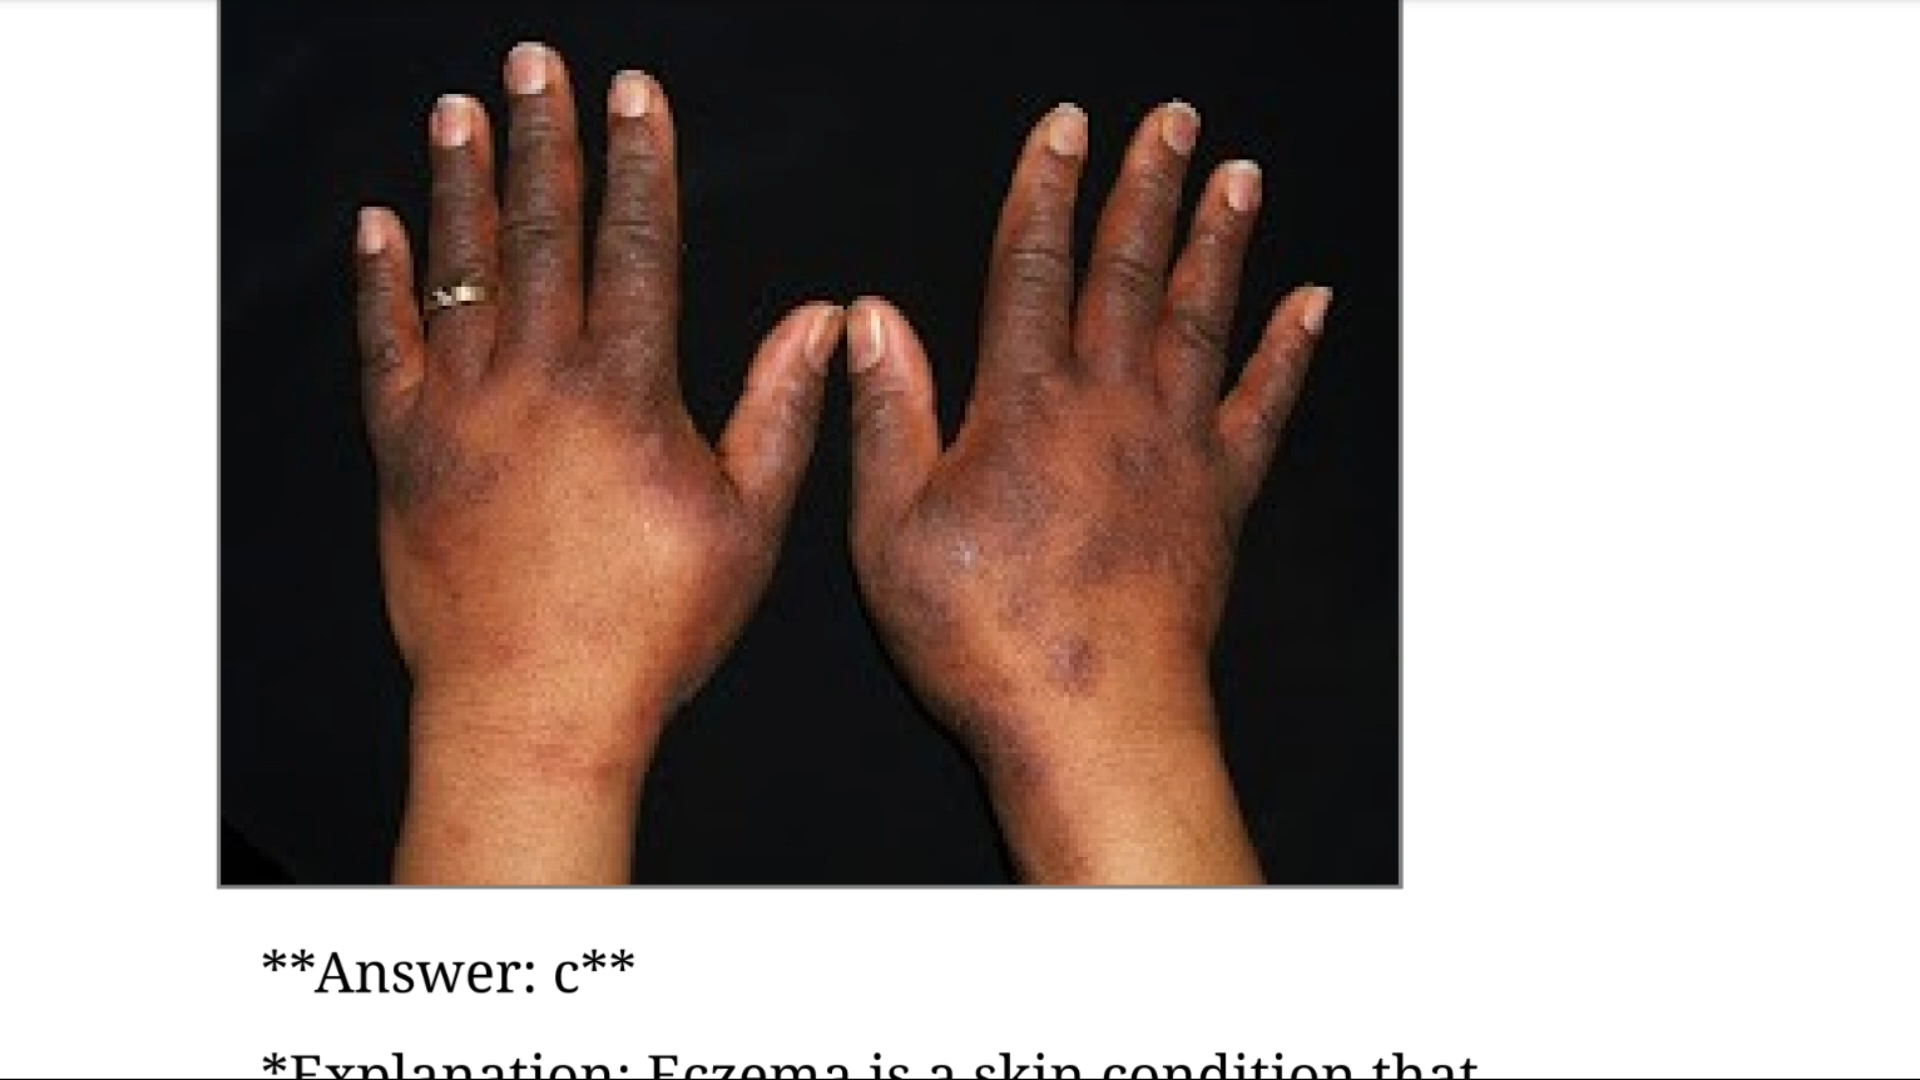 **Answer: c**
*Explanation: Eczema is a skin condition that